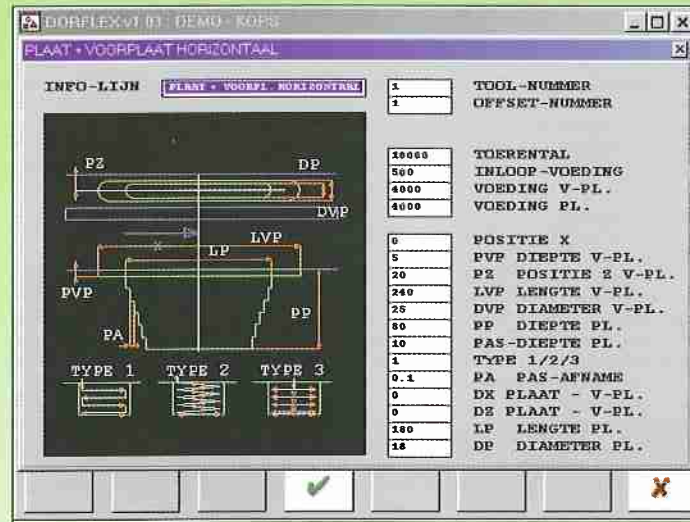 DORFLEX v1.01 : DEMO - KOPS
PLAAT + VOORPLAAT HORIZONTAAL
INFO-LIJN PLAAT + VOORPL. HORIZONTAAL
1 TOOL-NUMMER
1 OFFSET-NUMMER
18000 TOERENTAL
500 INLOOP-VOEDING
4000 VOEDING V-PL.
4000 VOEDING PL.
0 POSITIE X
5 PVP DIEPTE V-PL.
20 PZ POSITIE Z V-PL.
240 LVP LENGTE V-PL.
25 DVP DIAMETER V-PL.
80 PP DIEPTE PL.
10 PAS-DIEPTE PL.
1 TYPE 1/2/3
0.1 PA PAS-AFNAME
0 DX PLAAT - V-PL.
0 DZ PLAAT - V-PL.
180 LP LENGTE PL.
18 DP DIAMETER PL.
PZ DP
DVP
LVP
LP
PVP
PP
PA
TYPE 1 TYPE 2 TYPE 3